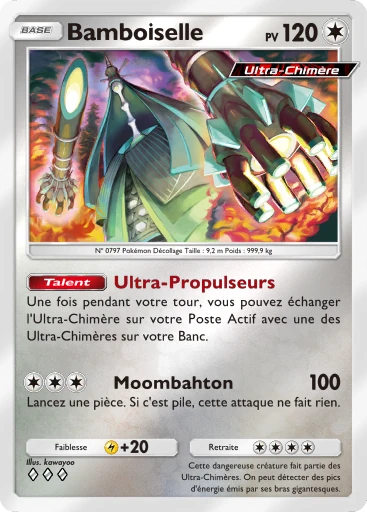 BASE Bamboiselle PV 120
Ultra-Chimère
N° 0797 Pokémon Décollage Taille : 9,2 m Poids : 999,9 kg
Talent Ultra-Propulseurs
Une fois pendant votre tour, vous pouvez échanger
l'Ultra-Chimère sur votre Poste Actif avec une des
Ultra-Chimères sur votre Banc.
Moombahton 100
Lancez une pièce. Si c'est pile, cette attaque ne fait rien.
Faiblesse +20 Retraite
Illus. kawayoo
Cette dangereuse créature fait partie des
Ultra-Chimères. On peut détecter des pics
d'énergie émis par ses bras gigantesques.